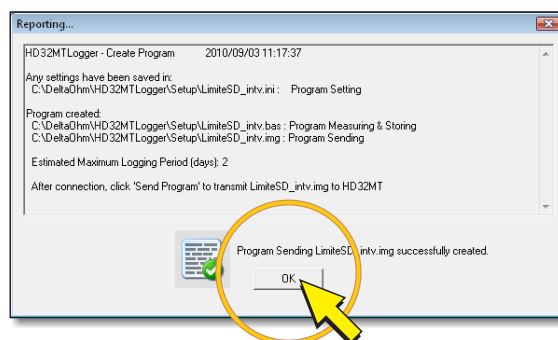 Reporting...
HD32MTLogger - Create Program 2010/09/03 11:17:37
Any settings have been saved in:
C:\DeltaOhm\HD32MTLogger\Setup\LimiteSD_intv.ini : Program Setting
Program created:
C:\DeltaOhm\HD32MTLogger\Setup\LimiteSD_intv.bas : Program Measuring & Storing
C:\DeltaOhm\HD32MTLogger\Setup\LimiteSD_intv.img : Program Sending
Estimated Maximum Logging Period (days): 2
After connection, click 'Send Program' to transmit LimiteSD_intv.img to HD32MT
Program Sending LimiteSD_intv.img successfully created.
OK